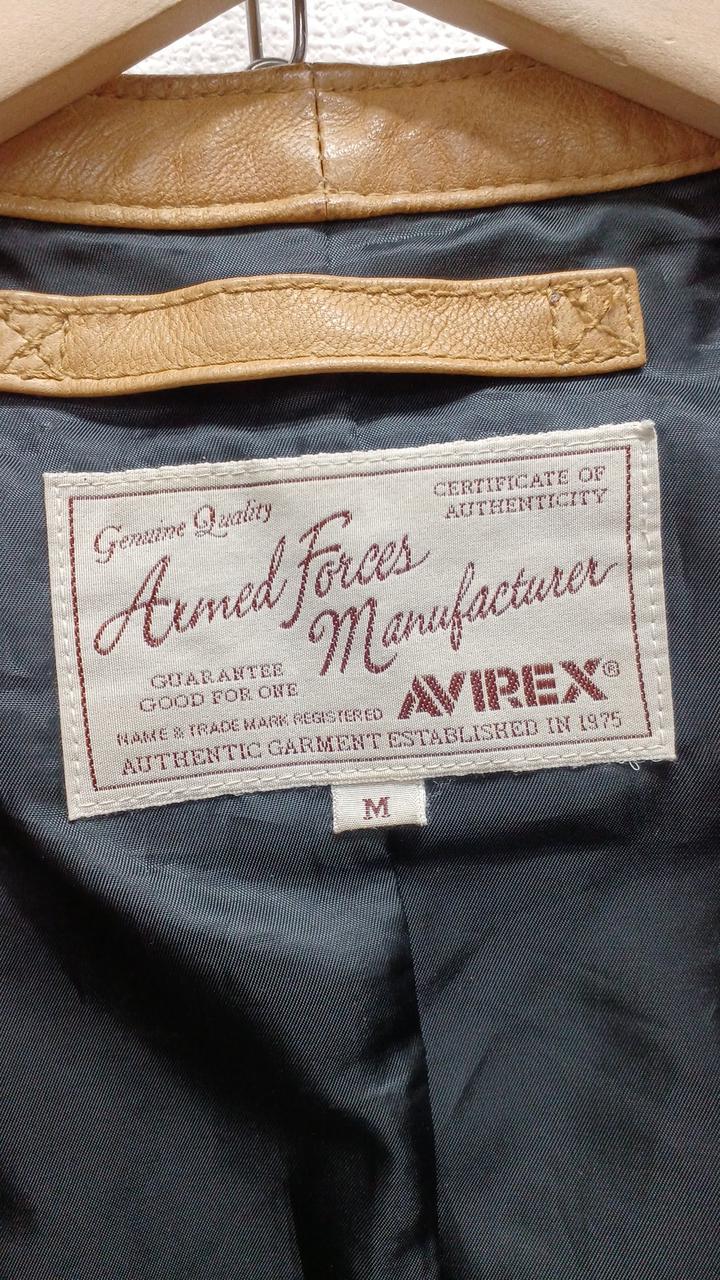 Genuine Quality
CERTIFICATE OF
AUTHENTICITY
Armed Forces
Manufacturer
GUARANTEE
GOOD FOR ONE
AVIREX®
NAME & TRADE MARK REGISTERED
AUTHENTIC GARMENT ESTABLISHED IN 1975
M